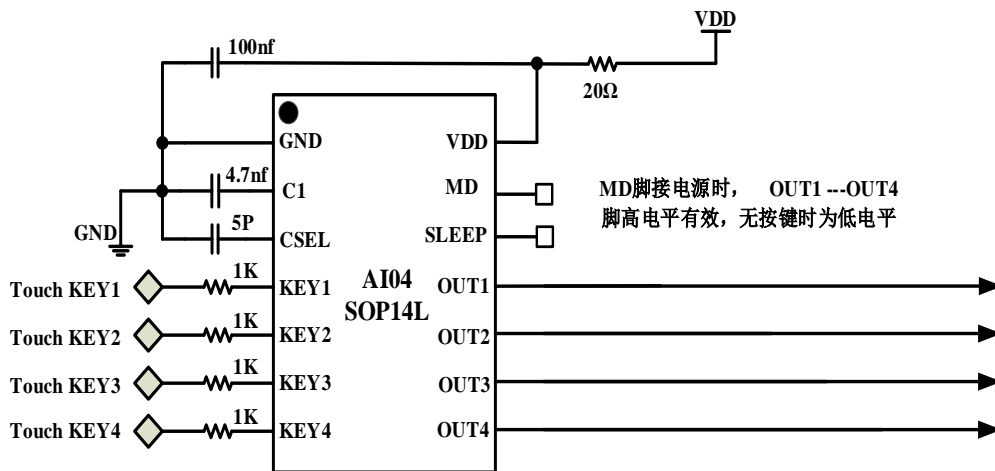 VDD
100nf
20Ω
GND
VDD
4.7nf
C1
MD
MD脚接电源时， OUT1 ---OUT4
脚高电平有效，无按键时为低电平
GND
5P
CSEL
SLEEP
AI04
SOP14L
Touch KEY1
1K
KEY1
OUT1
Touch KEY2
1K
KEY2
OUT2
Touch KEY3
1K
KEY3
OUT3
Touch KEY4
1K
KEY4
OUT4